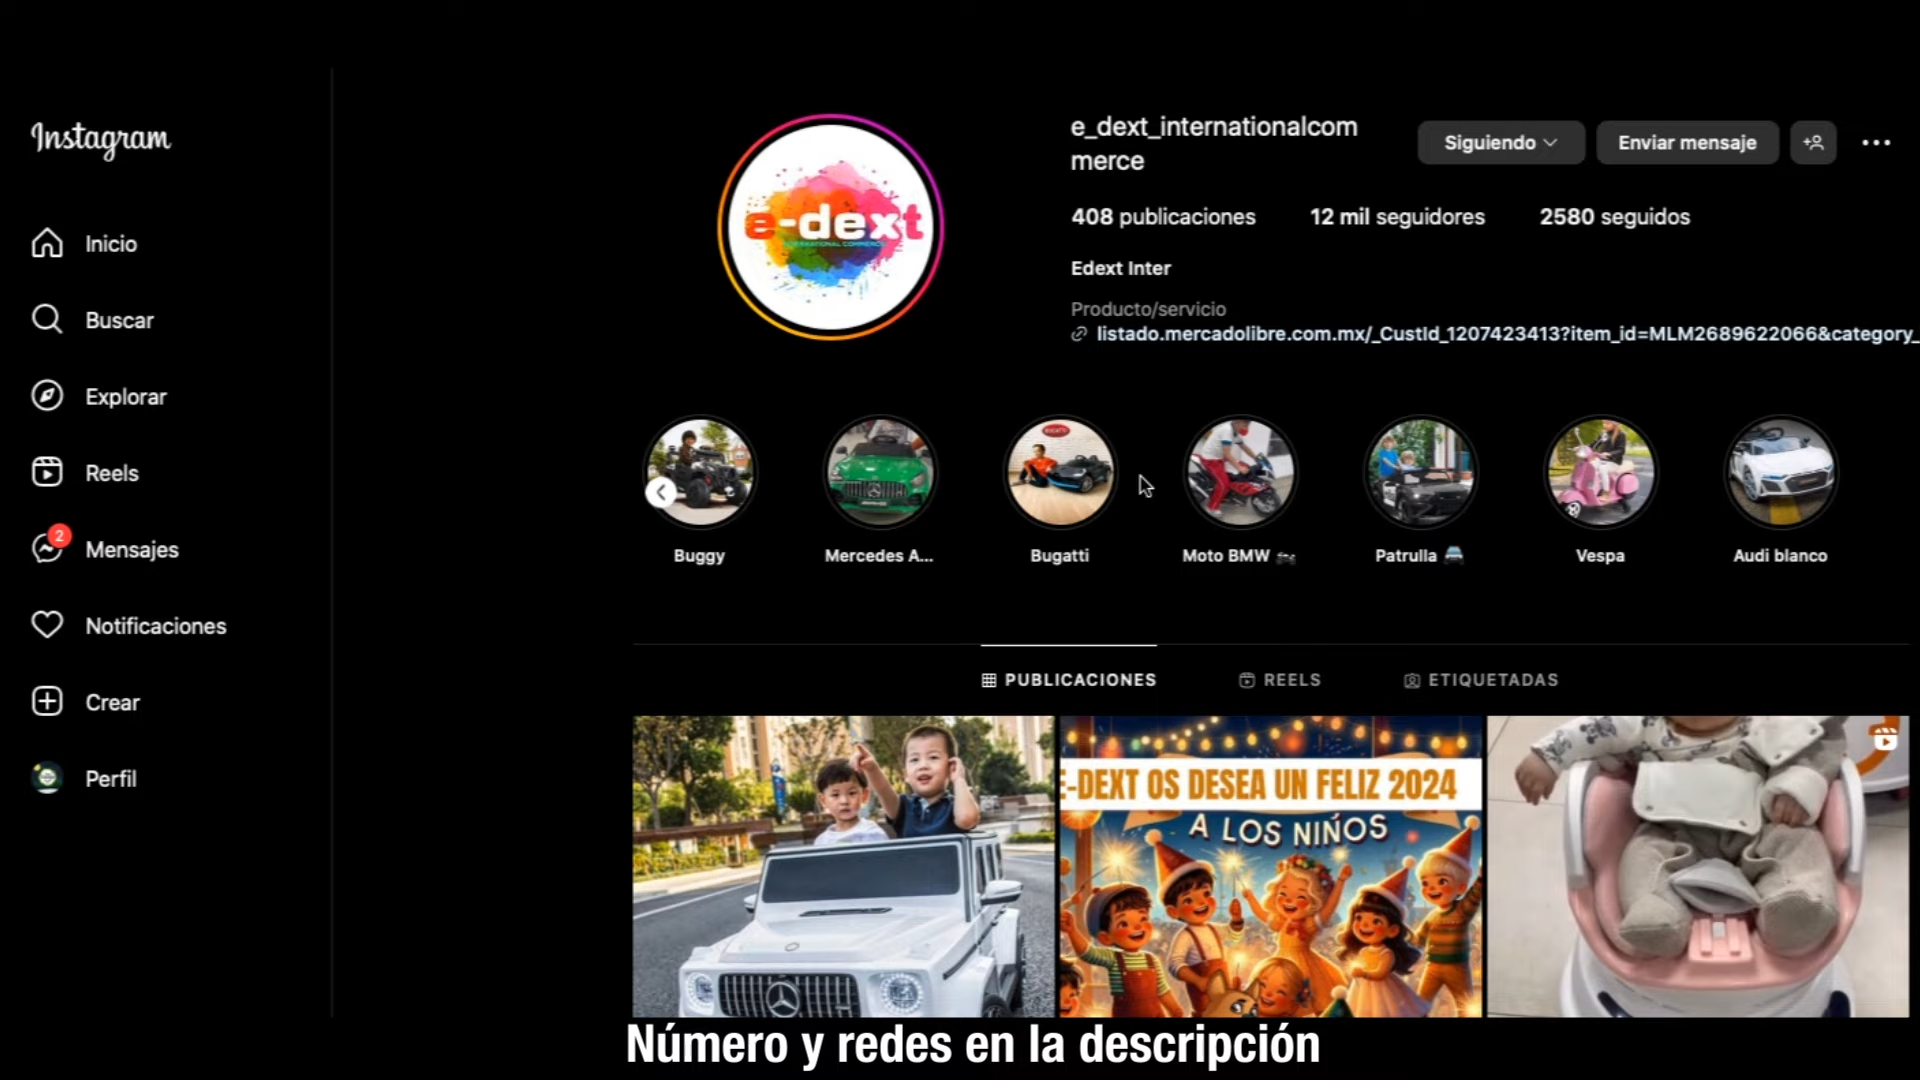 Instagram
Inicio
Buscar
Explorar
Reels
2
Mensajes
Notificaciones
Crear
Perfil
e-dext
INTERNATIONAL COMMERCE
e_dext_internationalcom
merce
Siguiendo
Enviar mensaje
408 publicaciones
12 mil seguidores
2580 seguidos
Edext Inter
Producto/servicio
listado.mercadolibre.com.mx/_CustId_1207423413?item_id=MLM2689622066&category_
Buggy
Mercedes A...
Bugatti
Moto BMW
Patrulla
Vespa
Audi blanco
PUBLICACIONES
REELS
ETIQUETADAS
E-DEXT OS DESEA UN FELIZ 2024
A LOS NIÑOS
Número y redes en la descripción